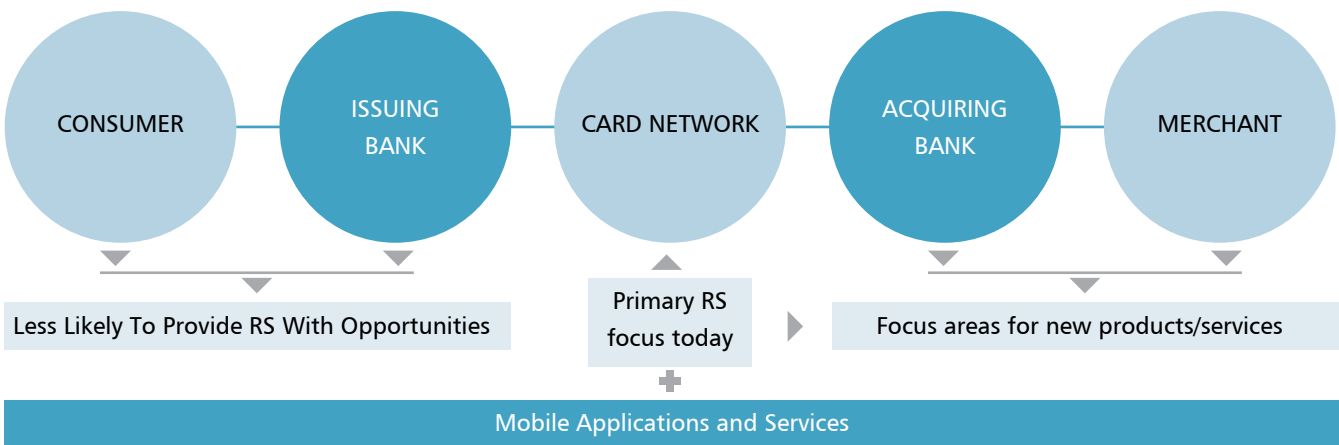 CONSUMER
ISSUING
BANK
CARD NETWORK
ACQUIRING
BANK
MERCHANT
Less Likely To Provide RS With Opportunities
Primary RS
focus today
Focus areas for new products/services
Mobile Applications and Services